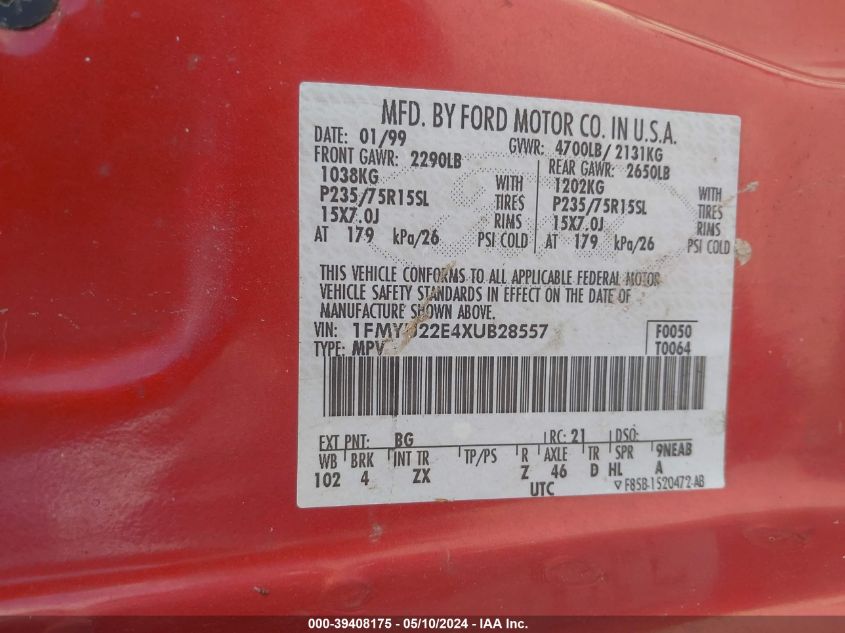 MFD. BY FORD MOTOR CO. IN U.S.A.
DATE: 01/99 GVWR: 4700LB/ 2131KG
FRONT GAWR: 2290LB REAR GAWR: 2650LB
1038KG WITH 1202KG WITH
P235/75R15SL TIRES P235/75R15SL TIRES
15X7.0J RIMS 15X7.0J RIMS
AT 179 kPa/26 PSI COLD AT 179 kPa/26 PSI COLD
THIS VEHICLE CONFORMS TO ALL APPLICABLE FEDERAL MOTOR
VEHICLE SAFETY STANDARDS IN EFFECT ON THE DATE OF
MANUFACTURE SHOWN ABOVE.
VIN: F0050
TYPE: MPV T0064
EXT PNT: BG RC: 21 DSO:
WB BRK INT TR TP/PS R AXLE TR SPR 9NEAB
102 4 ZX Z 46 D HL A
UTC F85B-1520472-AB
000-39408175 - 05/10/2024 - IAA Inc.